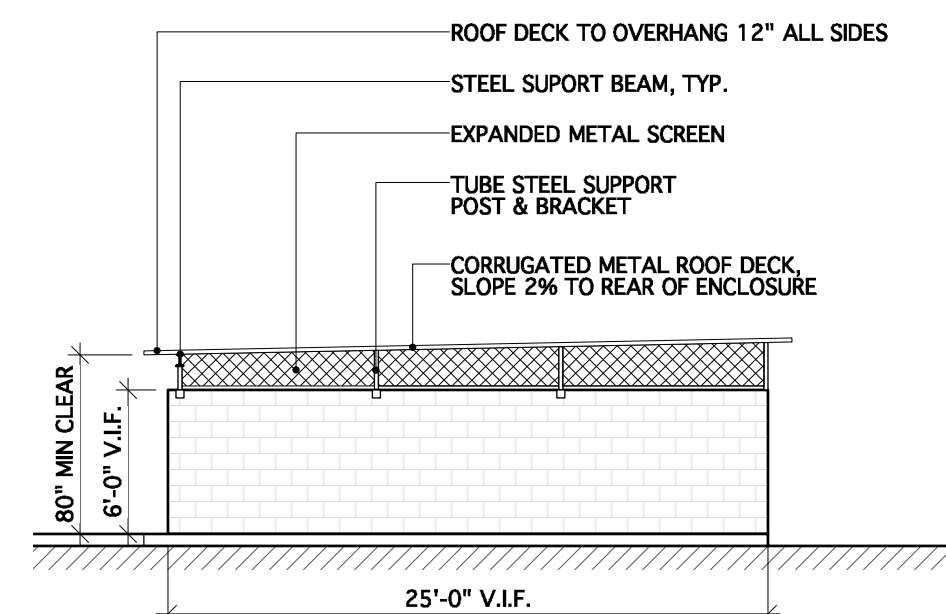 ROOF DECK TO OVERHANG 12" ALL SIDES
STEEL SUPORT BEAM, TYP.
EXPANDED METAL SCREEN
TUBE STEEL SUPPORT
POST & BRACKET
CORRUGATED METAL ROOF DECK,
SLOPE 2% TO REAR OF ENCLOSURE
80" MIN CLEAR
6'-0" V.I.F.
25'-0" V.I.F.